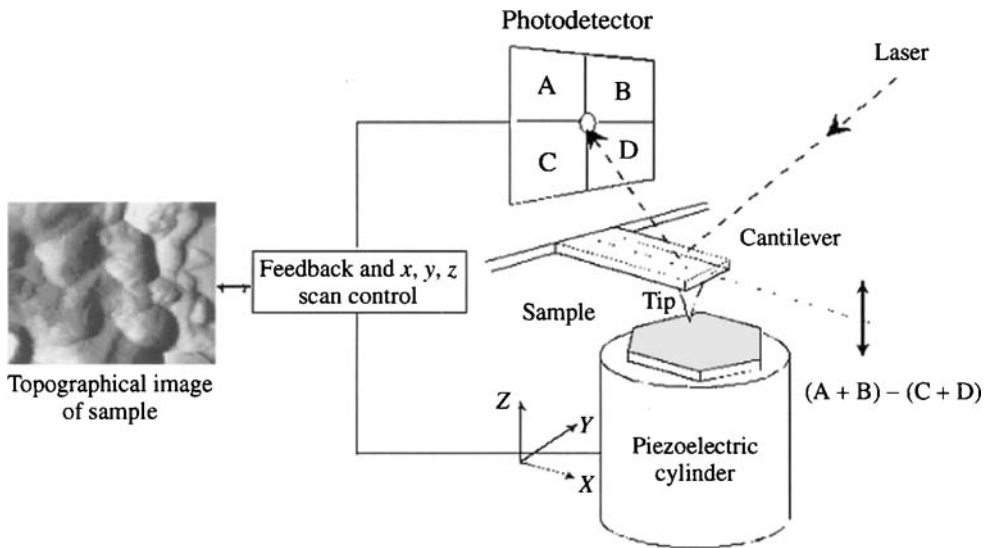 Photodetector
Laser
A
B
C
D
Cantilever
Feedback and x, y, z
scan control
Sample
Tip
Topographical image
of sample
(A + B) – (C + D)
Z
Y
X
Piezoelectric
cylinder